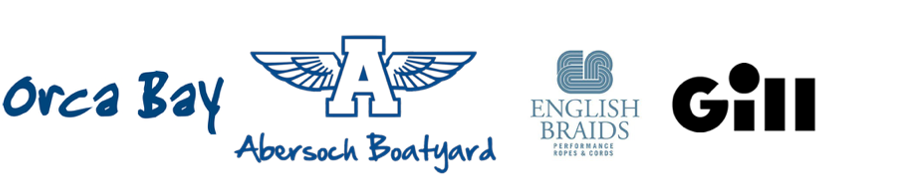 Orca Bay
A
Abersoch Boatyard
ENGLISH
BRAIDS
PERFORMANCE
ROPES & CORDS
Gill